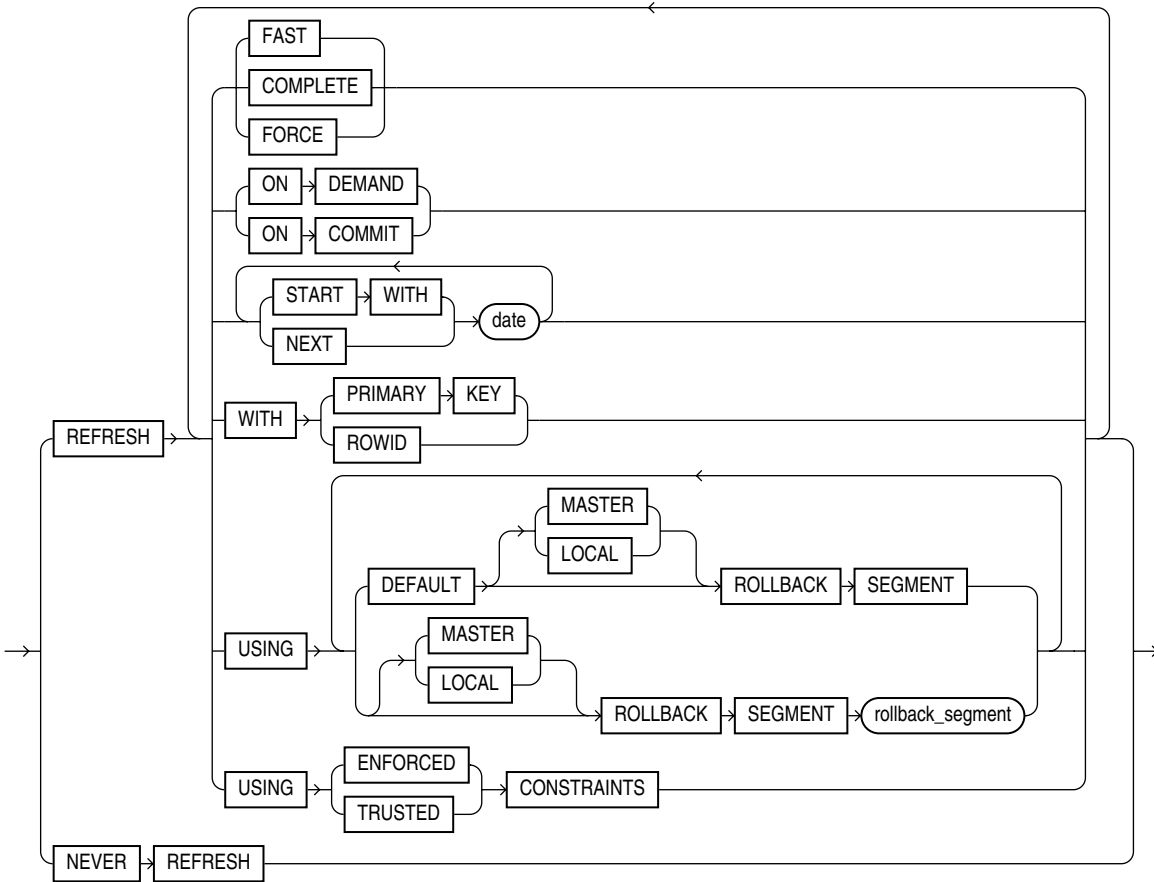 FAST
COMPLETE
FORCE
ON DEMAND
ON COMMIT
START WITH
NEXT
date
PRIMARY KEY
WITH
ROWID
REFRESH
MASTER
LOCAL
DEFAULT ROLLBACK SEGMENT
MASTER
USING
LOCAL
ROLLBACK SEGMENT rollback_segment
ENFORCED
USING CONSTRAINTS
TRUSTED
NEVER REFRESH